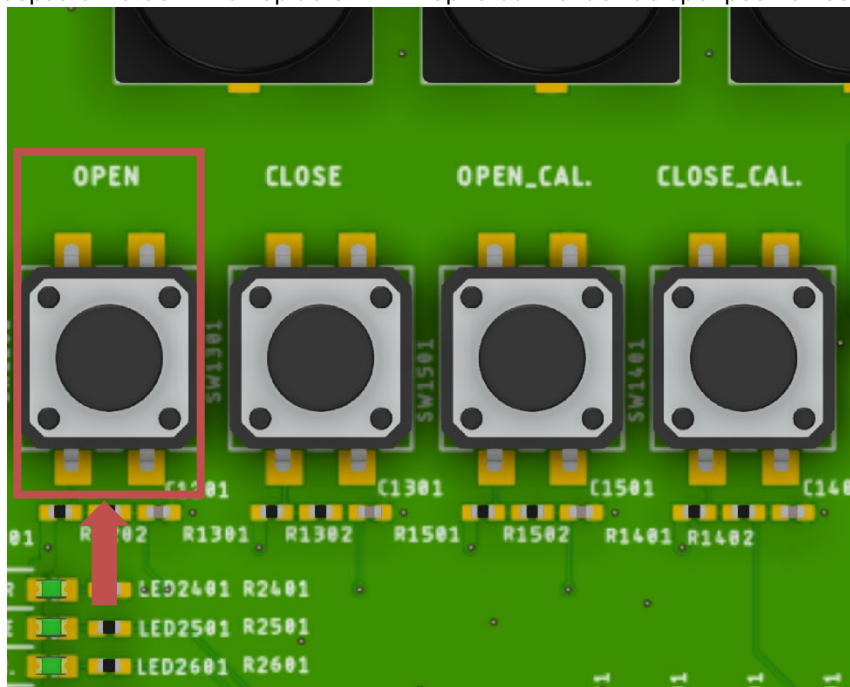 OPEN CLOSE OPEN_CAL. CLOSE_CAL.
SW1301 SW1501 SW1401
C1301 C1501
R1301 R1302 R1501 R1502 R1401 R1402
LED2401 R2401
LED2501 R2501
LED2601 R2601